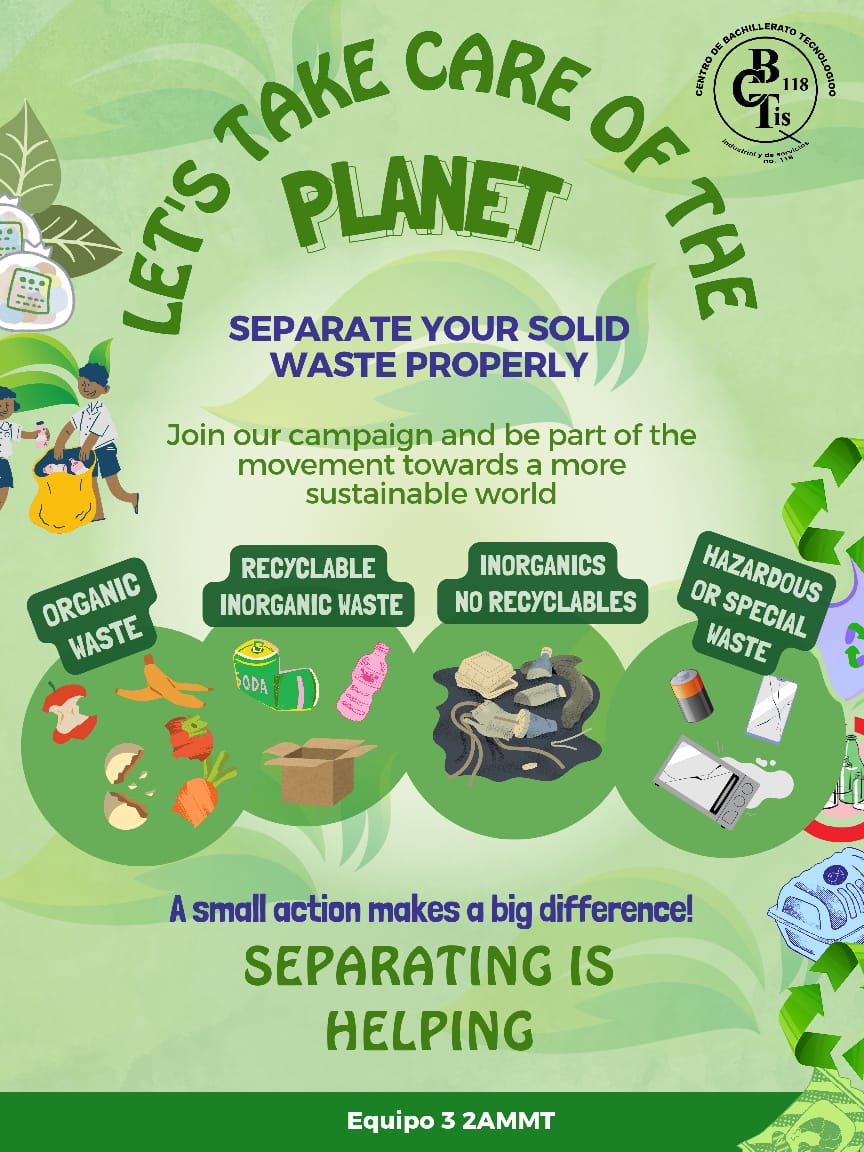 LET'S TAKE CARE OF THE
PLANET
CENTRO DE BACHILLERATO TECNOLOGICO
CBTis 118
industrial y de servicios
no. 118
SEPARATE YOUR SOLID
WASTE PROPERLY
Join our campaign and be part of the
movement towards a more
sustainable world
ORGANIC
WASTE
RECYCLABLE
INORGANIC WASTE
INORGANICS
NO RECYCLABLES
HAZARDOUS
OR SPECIAL
WASTE
SODA
A small action makes a big difference!
SEPARATING IS
HELPING
Equipo 3 2AMMT